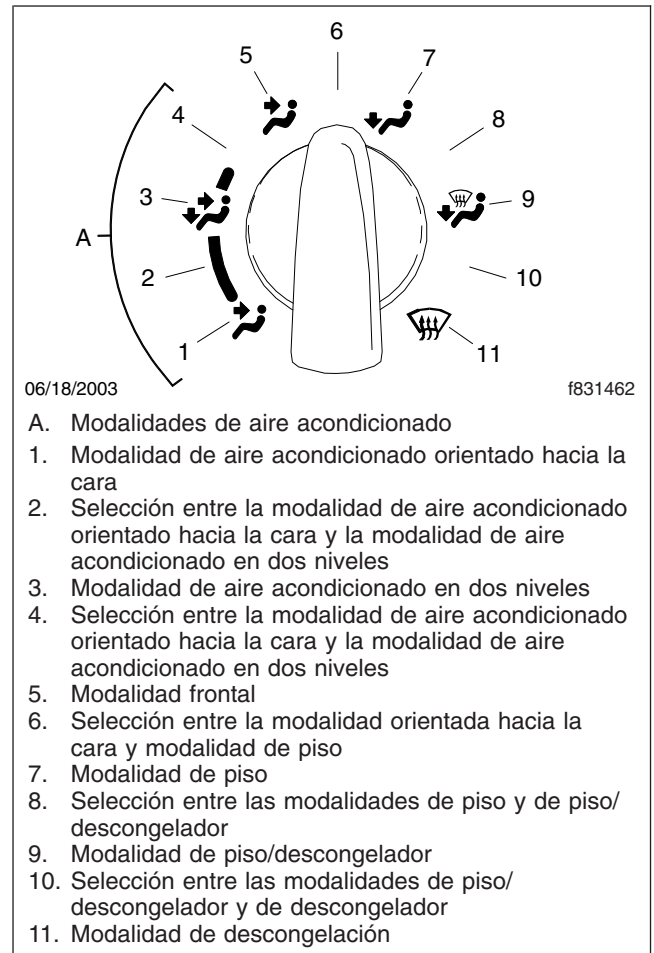 6
5
7
4
8
3
9
A
2
10
1
11
06/18/2003 f831462
A. Modalidades de aire acondicionado
1. Modalidad de aire acondicionado orientado hacia la
cara
2. Selección entre la modalidad de aire acondicionado
orientado hacia la cara y la modalidad de aire
acondicionado en dos niveles
3. Modalidad de aire acondicionado en dos niveles
4. Selección entre la modalidad de aire acondicionado
orientado hacia la cara y la modalidad de aire
acondicionado en dos niveles
5. Modalidad frontal
6. Selección entre la modalidad orientada hacia la
cara y modalidad de piso
7. Modalidad de piso
8. Selección entre las modalidades de piso y de piso/
descongelador
9. Modalidad de piso/descongelador
10. Selección entre las modalidades de piso/
descongelador y de descongelador
11. Modalidad de descongelación